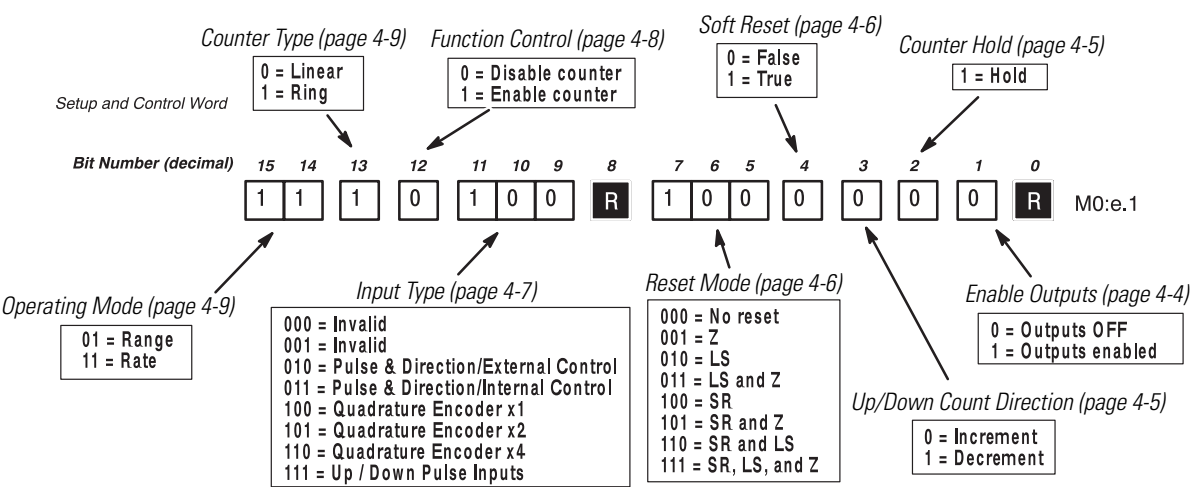 Counter Type (page 4-9)
0 = Linear
1 = Ring
Function Control (page 4-8)
0 = Disable counter
1 = Enable counter
Soft Reset (page 4-6)
0 = False
1 = True
Counter Hold (page 4-5)
1 = Hold
Setup and Control Word
Bit Number (decimal) 15 14 13 12 11 10 9 8 7 6 5 4 3 2 1 0
1 1 1 0 1 0 0 R 1 0 0 0 0 0 0 R M0:e.1
Operating Mode (page 4-9)
01 = Range
11 = Rate
Input Type (page 4-7)
000 = Invalid
001 = Invalid
010 = Pulse & Direction/External Control
011 = Pulse & Direction/Internal Control
100 = Quadrature Encoder x1
101 = Quadrature Encoder x2
110 = Quadrature Encoder x4
111 = Up / Down Pulse Inputs
Reset Mode (page 4-6)
000 = No reset
001 = Z
010 = LS
011 = LS and Z
100 = SR
101 = SR and Z
110 = SR and LS
111 = SR, LS, and Z
Enable Outputs (page 4-4)
0 = Outputs OFF
1 = Outputs enabled
Up/Down Count Direction (page 4-5)
0 = Increment
1 = Decrement